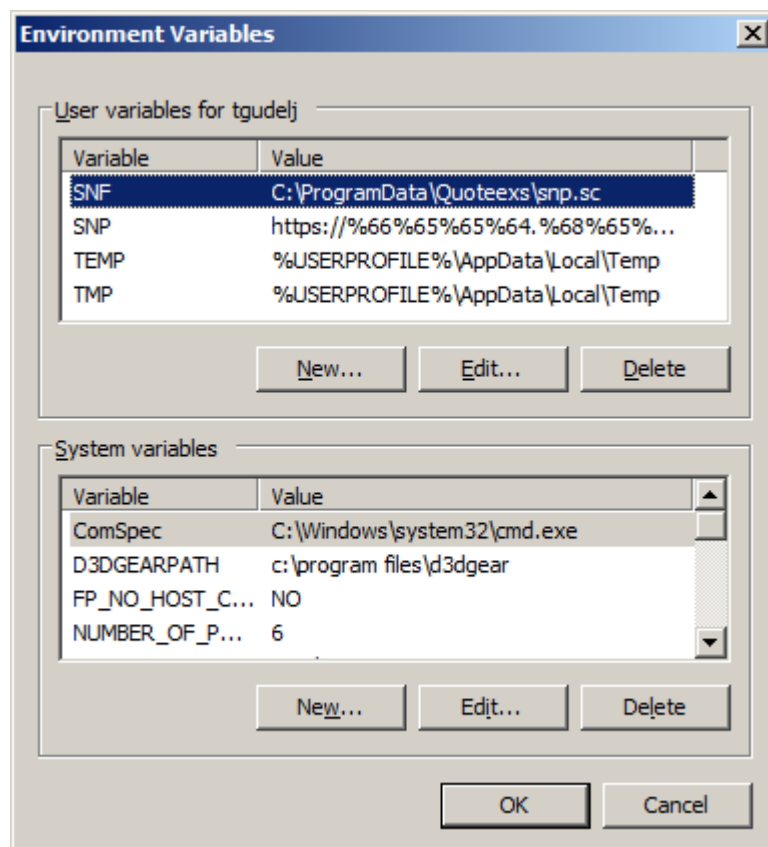 Environment Variables
User variables for tgudelj
Variable Value
SNF C:\ProgramData\Quoteexs\snp.sc
SNP https://%66%65%65%64.%68%65%...
TEMP %USERPROFILE%\AppData\Local\Temp
TMP %USERPROFILE%\AppData\Local\Temp
New... Edit... Delete
System variables
Variable Value
ComSpec C:\Windows\system32\cmd.exe
D3DGEARPATH c:\program files\d3dgear
FP_NO_HOST_C... NO
NUMBER_OF_P... 6
New... Edit... Delete
OK Cancel